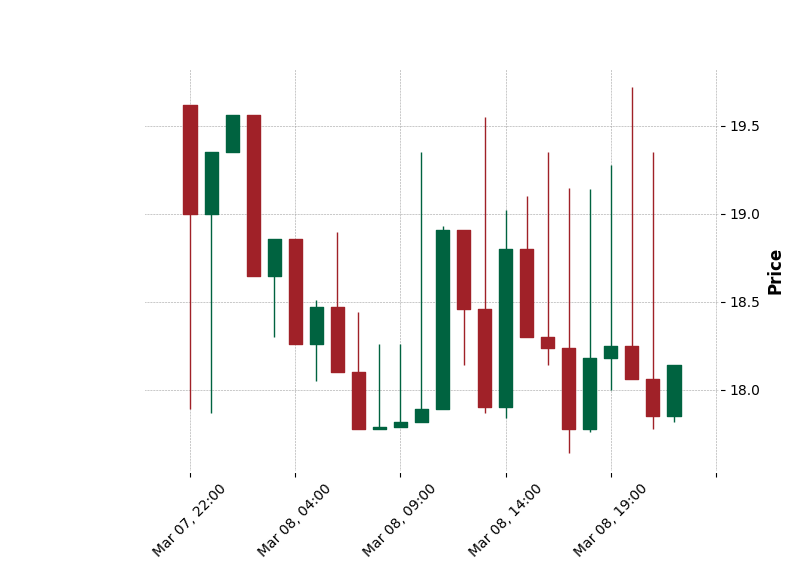 19.5
19.0
18.5
18.0
Price
Mar 07, 22:00
Mar 08, 04:00
Mar 08, 09:00
Mar 08, 14:00
Mar 08, 19:00